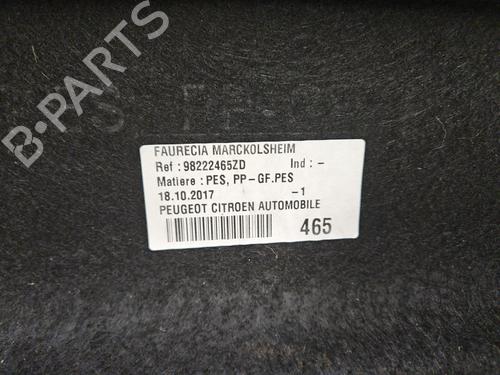 FAURECIA MARCKOLSHEIM
Ref : 98222465ZD Ind : -
Matiere : PES, PP-GF.PES
18.10.2017 -1
PEUGEOT CITROEN AUTOMOBILE
465
B-PARTS